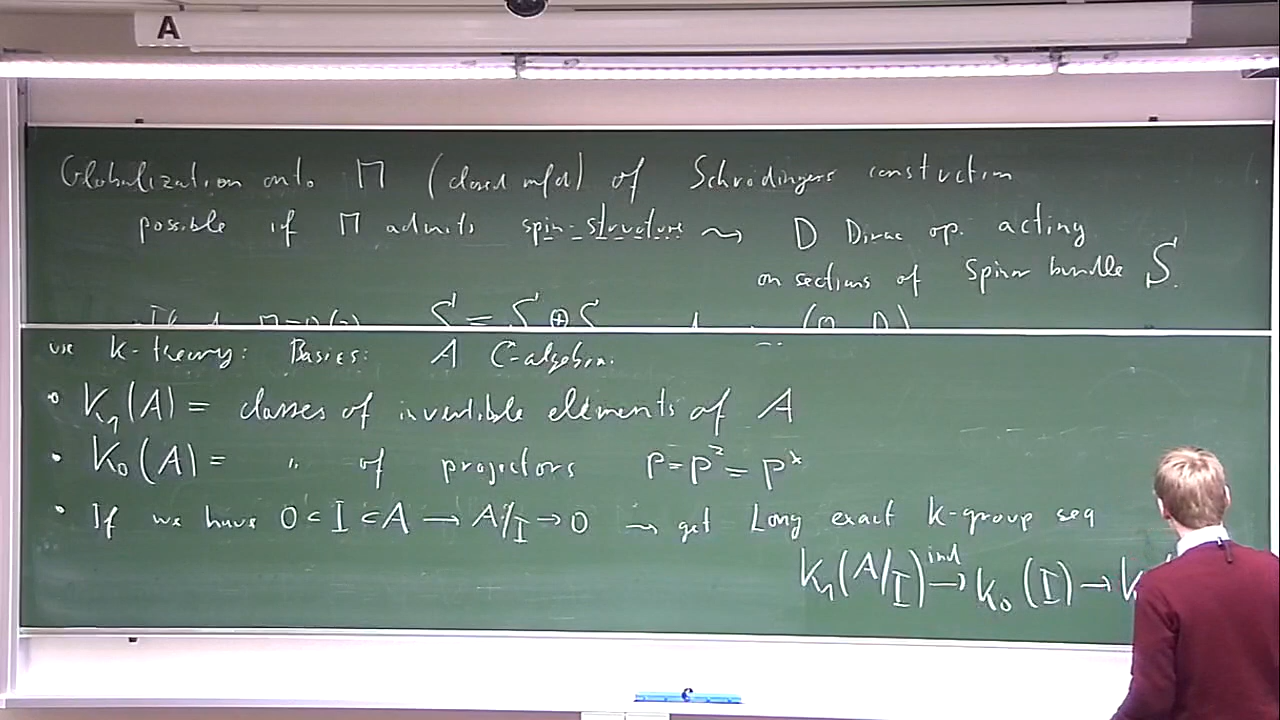 A
Globalization onto M (closed mfd) of Schrödingers construction
possible if M admits spin-structure ⇝ D Dirac op. acting
on sections of Spinor bundle S.
S = S ⊕ S
use K-theory: Basics: A C-algebra.
• K₁(A) = classes of invertible elements of A
• K₀(A) = " of projectors p=p²=p*
• If we have 0 ⊂ I ⊂ A → A/I → 0 ⇝ get Long exact K-group seq
K₁(A/I) →^ind K₀(I) → K